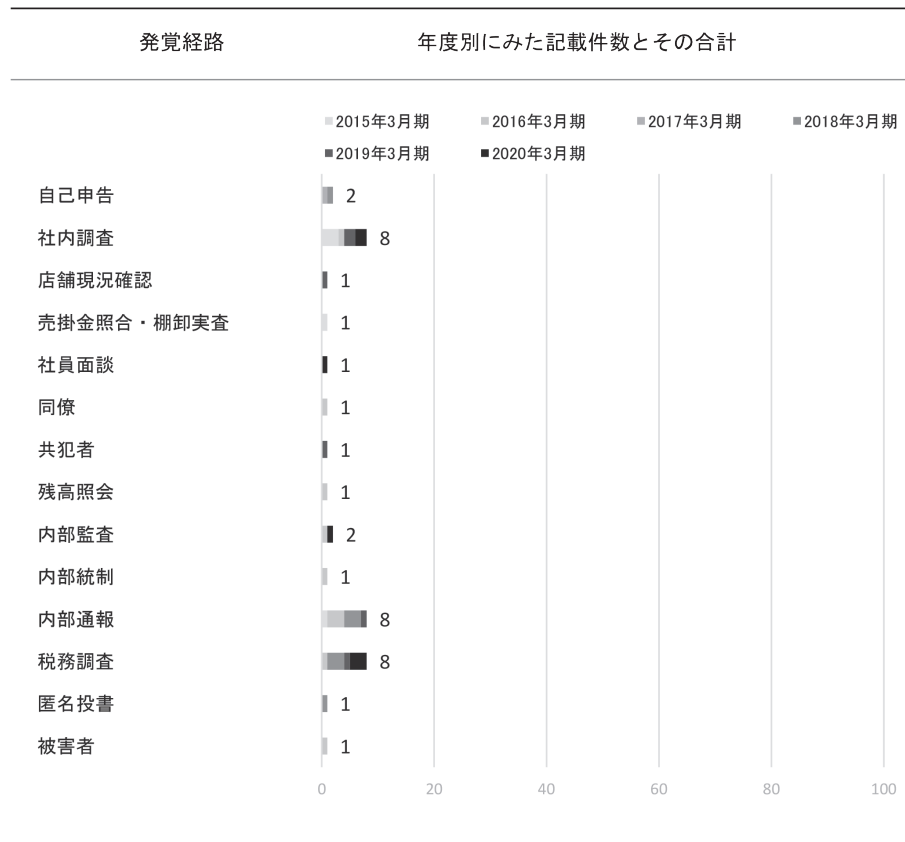 発覚経路 年度別にみた記載件数とその合計
2015年3月期 2016年3月期 2017年3月期 2018年3月期
2019年3月期 2020年3月期
自己申告 2
社内調査 8
店舗現況確認 1
売掛金照合・棚卸実査 1
社員面談 1
同僚 1
共犯者 1
残高照会 1
内部監査 2
内部統制 1
内部通報 8
税務調査 8
匿名投書 1
被害者 1
0 20 40 60 80 100